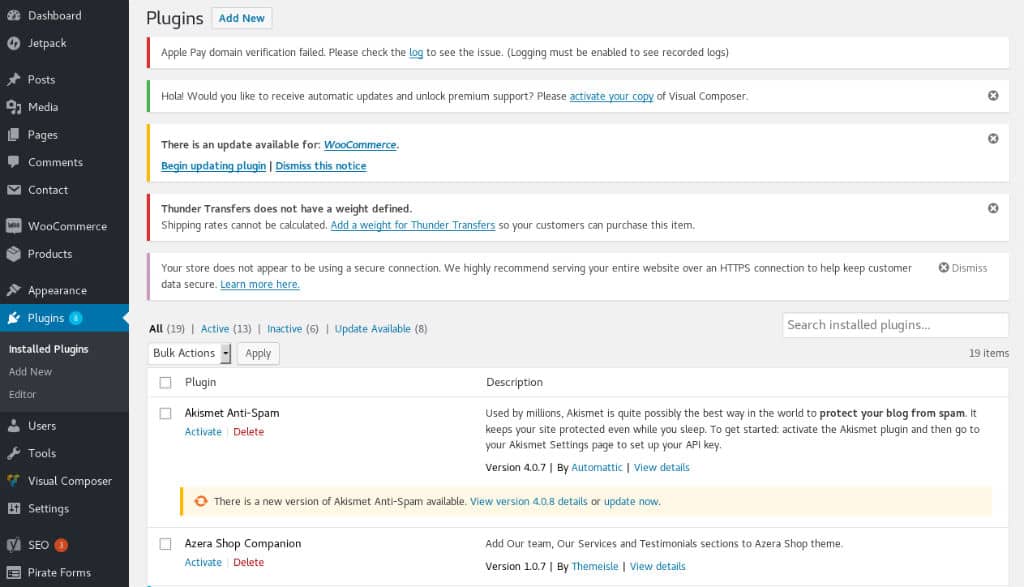 Dashboard
Jetpack
Posts
Media
Pages
Comments
Contact
WooCommerce
Products
Appearance
Plugins 8
Installed Plugins
Add New
Editor
Users
Tools
Visual Composer
Settings
SEO 3
Pirate Forms
Plugins Add New
Apple Pay domain verification failed. Please check the log to see the issue. (Logging must be enabled to see recorded logs)
Hola! Would you like to receive automatic updates and unlock premium support? Please activate your copy of Visual Composer.
There is an update available for: WooCommerce.
Begin updating plugin | Dismiss this notice
Thunder Transfers does not have a weight defined.
Shipping rates cannot be calculated. Add a weight for Thunder Transfers so your customers can purchase this item.
Your store does not appear to be using a secure connection. We highly recommend serving your entire website over an HTTPS connection to help keep customer
data secure. Learn more here.
Dismiss
All (19) | Active (13) | Inactive (6) | Update Available (8)
Search installed plugins...
Bulk Actions Apply
19 items
Plugin Description
Akismet Anti-Spam
Activate | Delete
Used by millions, Akismet is quite possibly the best way in the world to protect your blog from spam. It
keeps your site protected even while you sleep. To get started: activate the Akismet plugin and then go to
your Akismet Settings page to set up your API key.
Version 4.0.7 | By Automattic | View details
There is a new version of Akismet Anti-Spam available. View version 4.0.8 details or update now.
Azera Shop Companion
Activate | Delete
Add Our team, Our Services and Testimonials sections to Azera Shop theme.
Version 1.0.7 | By Themeisle | View details